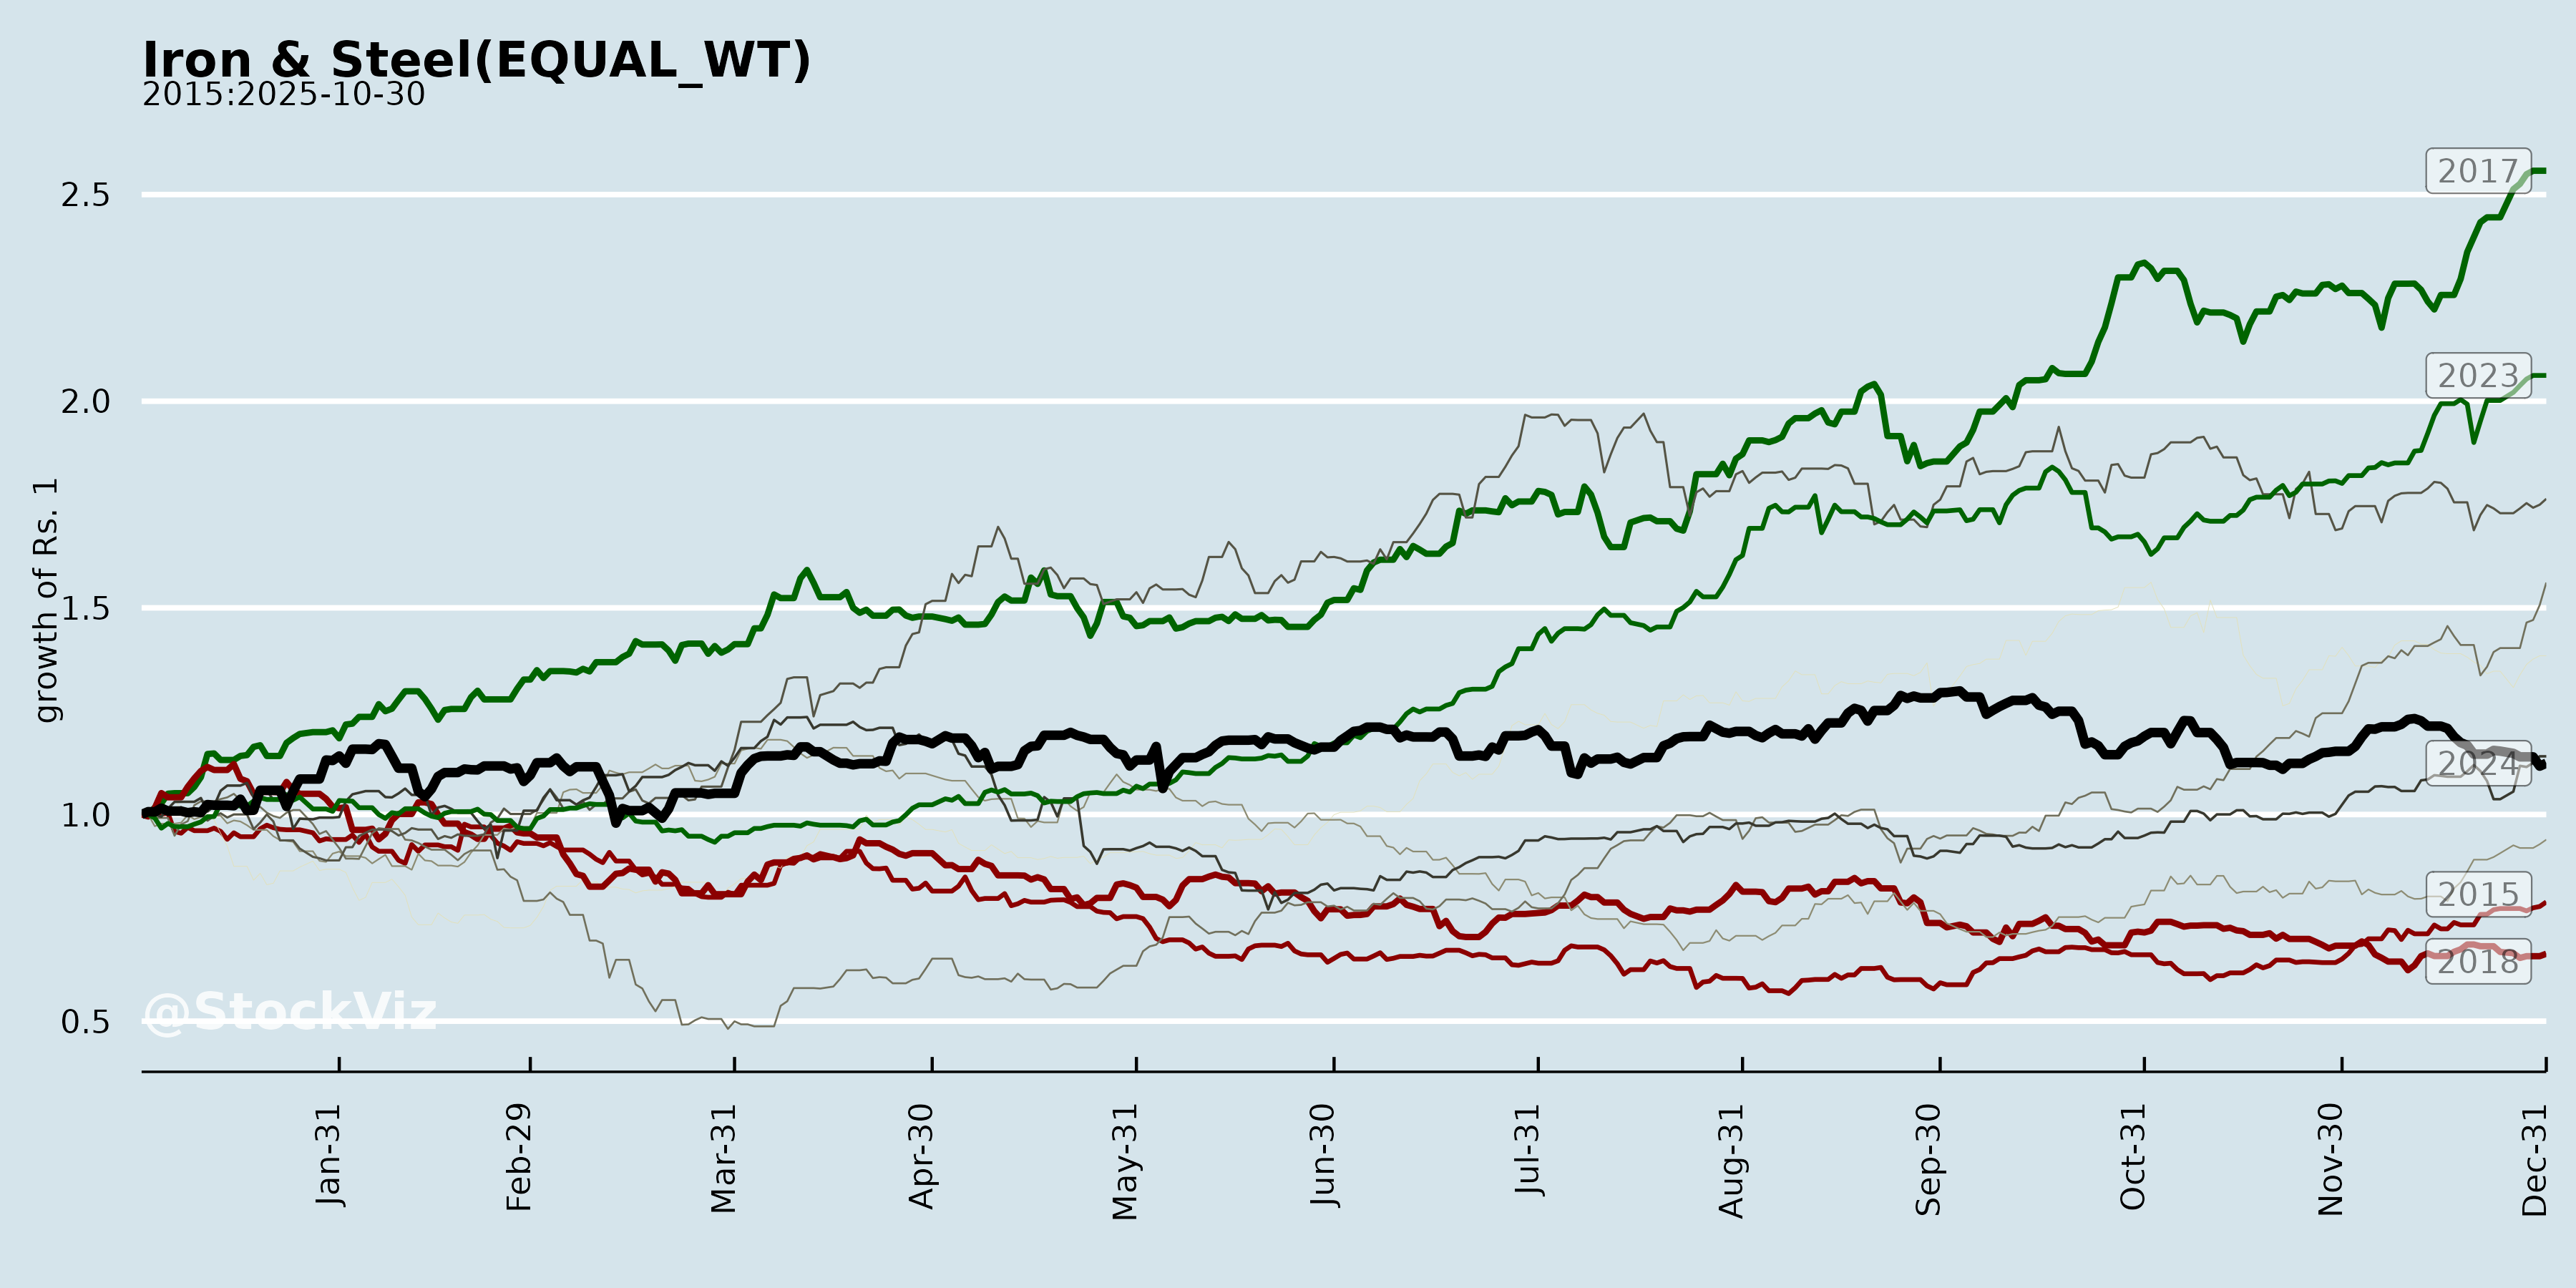 Iron & Steel(EQUAL_WT)
2015:2025-10-30
growth of Rs. 1
2.5
2.0
1.5
1.0
0.5
2017
2023
2024
2015
2018
@StockViz
Jan-31
Feb-29
Mar-31
Apr-30
May-31
Jun-30
Jul-31
Aug-31
Sep-30
Oct-31
Nov-30
Dec-31